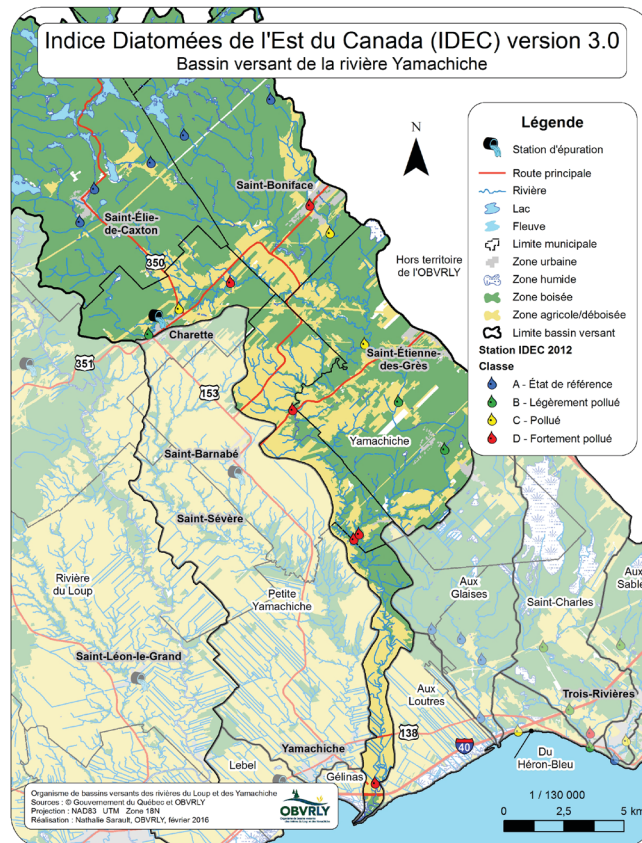 Indice Diatomées de l'Est du Canada (IDEC) version 3.0
Bassin versant de la rivière Yamachiche
N
Hors territoire
de l'OBVRLY
Légende
Station d'épuration
Route principale
Rivière
Lac
Fleuve
Limite municipale
Zone urbaine
Zone humide
Zone boisée
Zone agricole/déboisée
Limite bassin versant
Station IDEC 2012
Classe
A - État de référence
B - Légèrement pollué
C - Pollué
D - Fortement pollué
Saint-Boniface
Saint-Élie-
de-Caxton
350
Charette
351
153
Saint-Étienne-
des-Grès
Yamachiche
Saint-Barnabé
Saint-Sévère
Rivière
du Loup
Petite
Yamachiche
Aux
Glaises
Saint-Charles
Aux
Sable
Saint-Léon-le-Grand
Aux
Loutres
Trois-Rivières
138
40
Yamachiche
Lebel
Gélinas
Du
Héron-Bleu
Organisme de bassins versants des rivières du Loup et des Yamachiche
Sources : © Gouvernement du Québec et OBVRLY
Projection : NAD83 UTM Zone 18N
Réalisation : Nathalie Sarault, OBVRLY, février 2016
OBVRLY
1 / 130 000
0 2,5 5 km